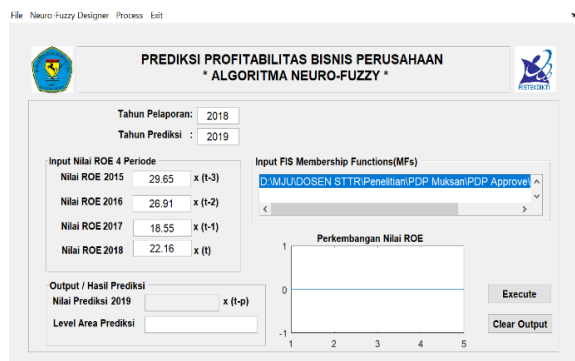 File Neuro-Fuzzy Designer Process Exit
PREDIKSI PROFITABILITAS BISNIS PERUSAHAAN
* ALGORITMA NEURO-FUZZY *
RISTEKDIKTI
Tahun Pelaporan: 2018
Tahun Prediksi : 2019
Input Nilai ROE 4 Periode
Nilai ROE 2015 29.65 x (t-3)
Nilai ROE 2016 26.91 x (t-2)
Nilai ROE 2017 18.55 x (t-1)
Nilai ROE 2018 22.16 x (t)
Input FIS Membership Functions(MFs)
D:\MJU\DOSEN STTR\Penelitian\PDP Muksan\PDP Approve\
Output / Hasil Prediksi
Nilai Prediksi 2019 x (t-p)
Level Area Prediksi
Perkembangan Nilai ROE
1
0
-1
1 2 3 4 5
Execute
Clear Output